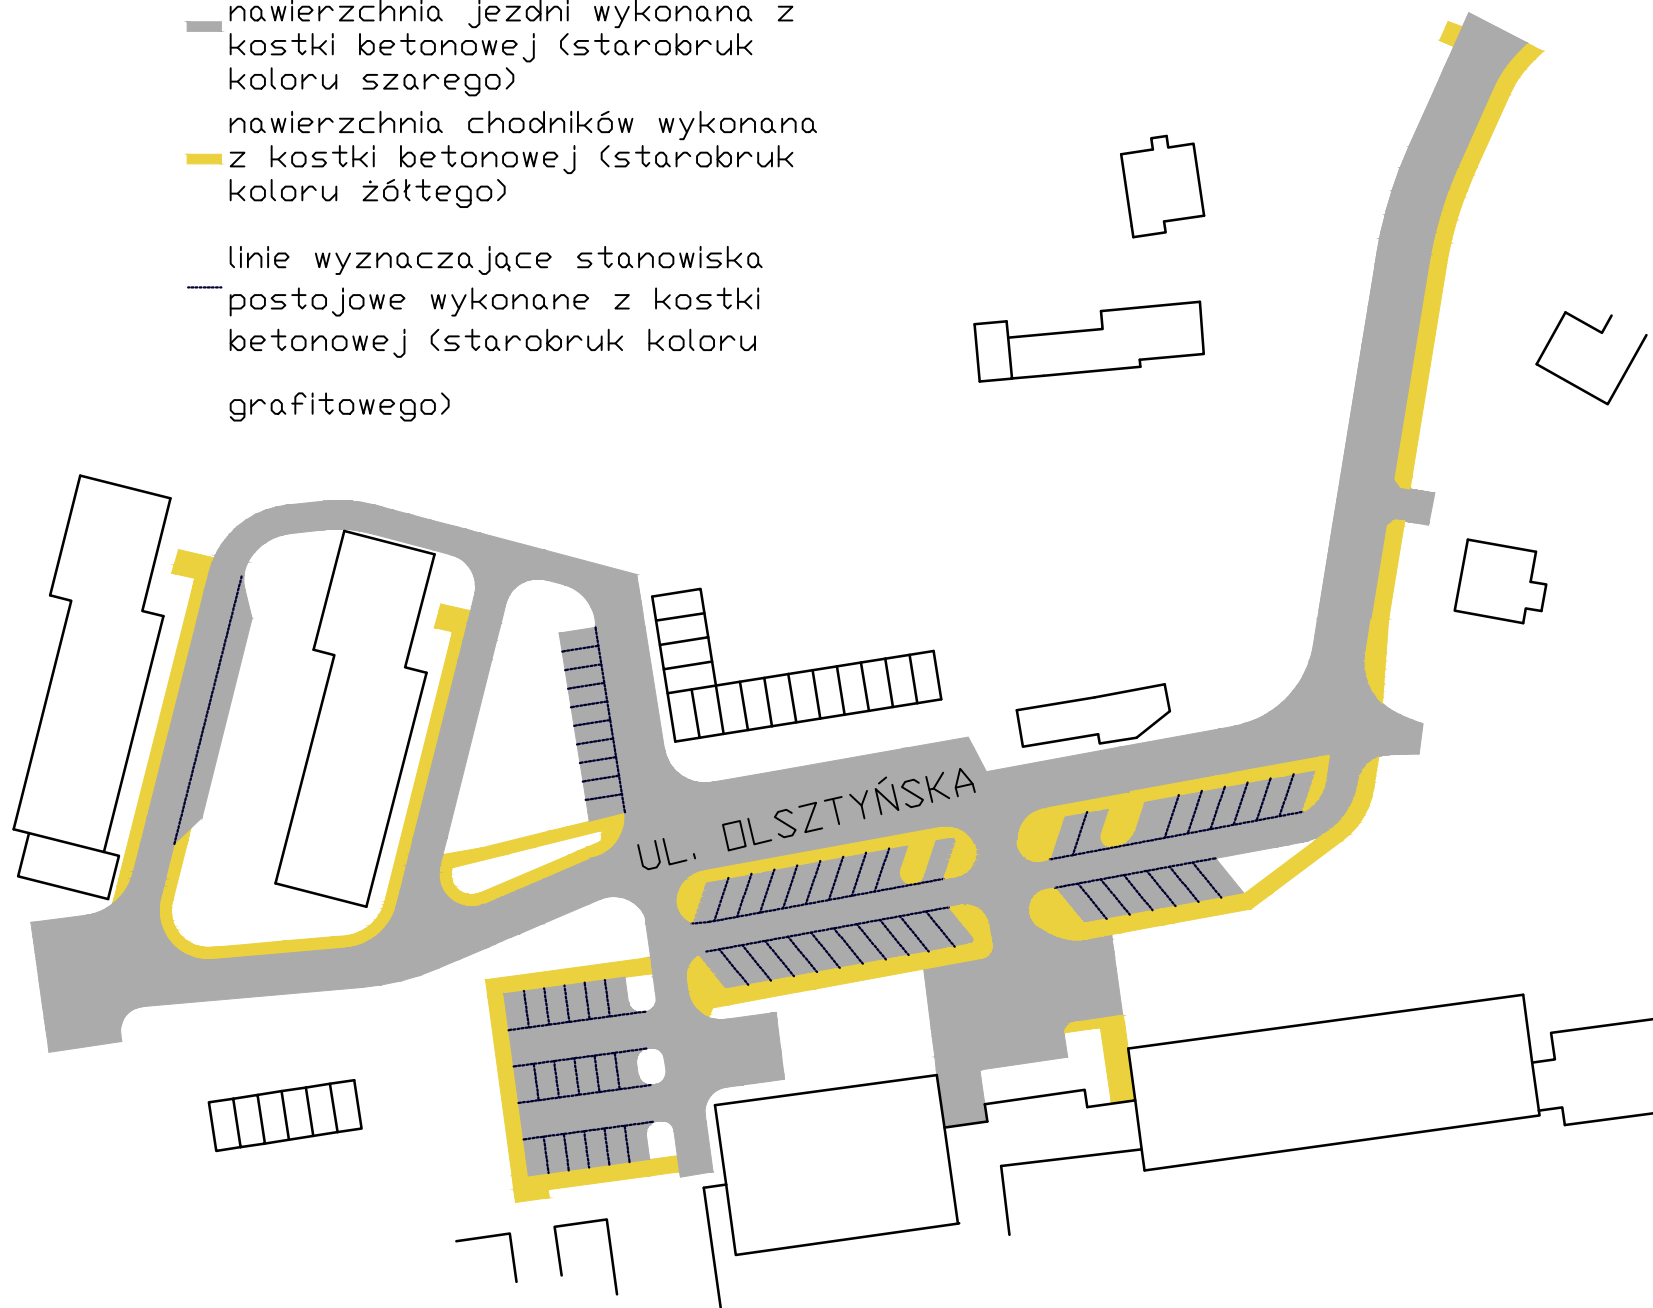 nawierzchnia jezdni wykonana z
kostki betonowej (starobruk
koloru szarego)
nawierzchnia chodników wykonana
z kostki betonowej (starobruk
koloru żółtego)
linie wyznaczające stanowiska
postojowe wykonane z kostki
betonowej (starobruk koloru
grafitowego)
UL. OLSZTYŃSKA